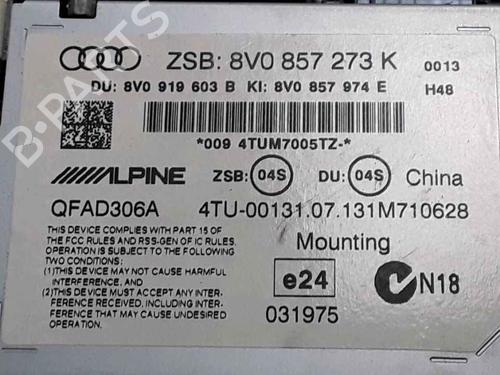 ZSB: 8V0 857 273 K 0013
DU: 8V0 919 603 B KI: 8V0 857 974 E H48
*009 4TUM7005TZ-*
ALPINE ZSB: 04S DU: 04S China
QFAD306A 4TU-00131.07.131M710628
THIS DEVICE COMPLIES WITH PART 15 OF
THE FCC RULES AND RSS-GEN OF IC RULES.
OPERATION IS SUBJECT TO THE FOLLOWING
TWO CONDITIONS:
(1)THIS DEVICE MAY NOT CAUSE HARMFUL
INTERFERENCE, AND
(2)THIS DEVICE MUST ACCEPT ANY INTER-
FERENCE RECEIVED, INCLUDING INTER-
FERENCE THAT MAY CAUSE UNDESIRED
OPERATION.
Mounting
e24 N18
031975
B-PARTS